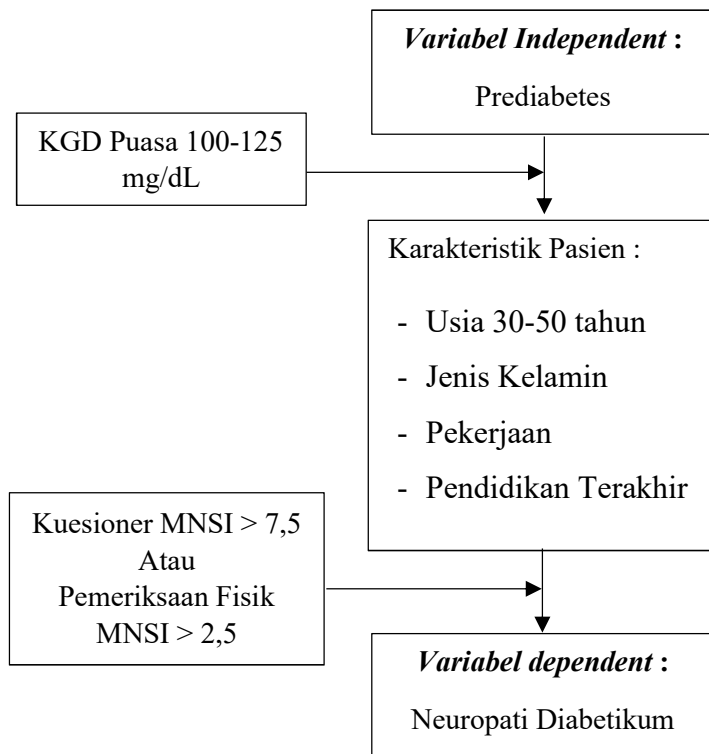 Variabel Independent :
Prediabetes
KGD Puasa 100-125
mg/dL
Karakteristik Pasien :
- Usia 30-50 tahun
- Jenis Kelamin
- Pekerjaan
- Pendidikan Terakhir
Kuesioner MNSI > 7,5
Atau
Pemeriksaan Fisik
MNSI > 2,5
Variabel dependent :
Neuropati Diabetikum